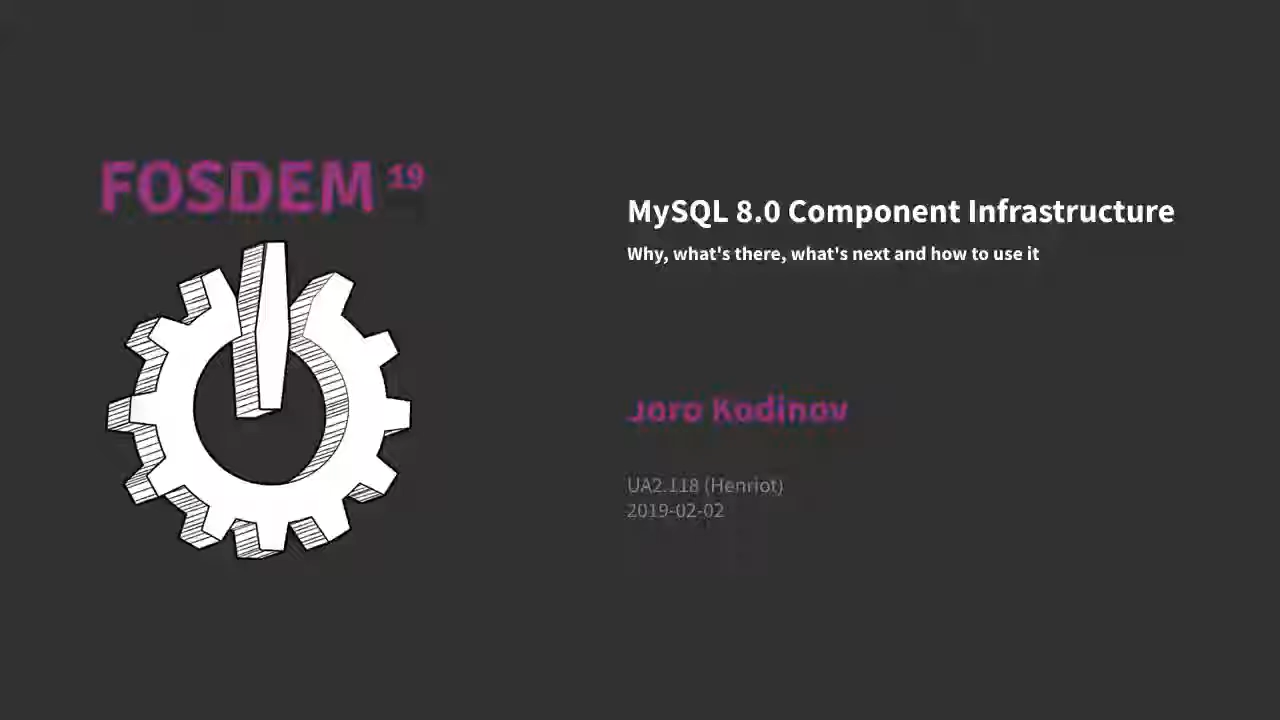 FOSDEM 19
MySQL 8.0 Component Infrastructure
Why, what's there, what's next and how to use it
Joro Kodinov
UA2.118 (Henriot)
2019-02-02